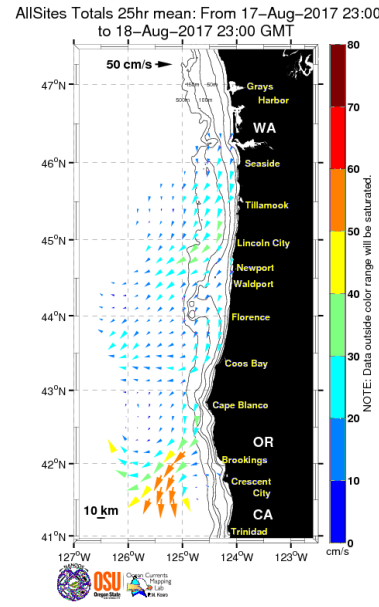 AllSites Totals 25hr mean: From 17-Aug-2017 23:00
to 18-Aug-2017 23:00 GMT
50 cm/s
80
70
60
50
40
30
20
10
0
cm/s
NOTE: Data outside color range will be saturated.
47°N
46°N
45°N
44°N
43°N
42°N
41°N
Grays
Harbor
WA
Seaside
Tillamook
Lincoln City
Newport
Waldport
Florence
Coos Bay
Cape Blanco
OR
Brookings
Crescent
City
CA
Trinidad
10 km
127°W
126°W
125°W
124°W
123°W
OSU
Oregon State
Ocean Currents
Mapping
Lab